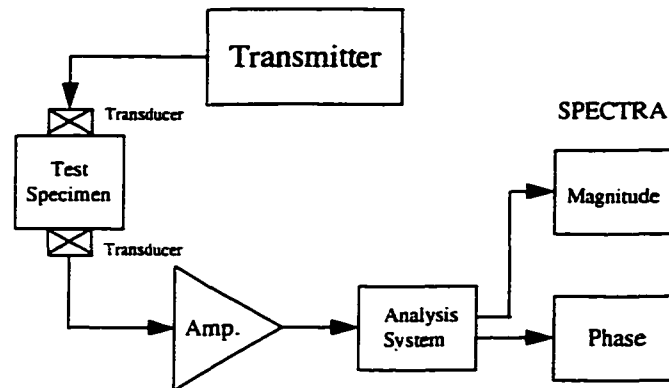 Transmitter
Transducer
SPECTRA
Test
Specimen
Magnitude
Transducer
Amp.
Analysis
System
Phase